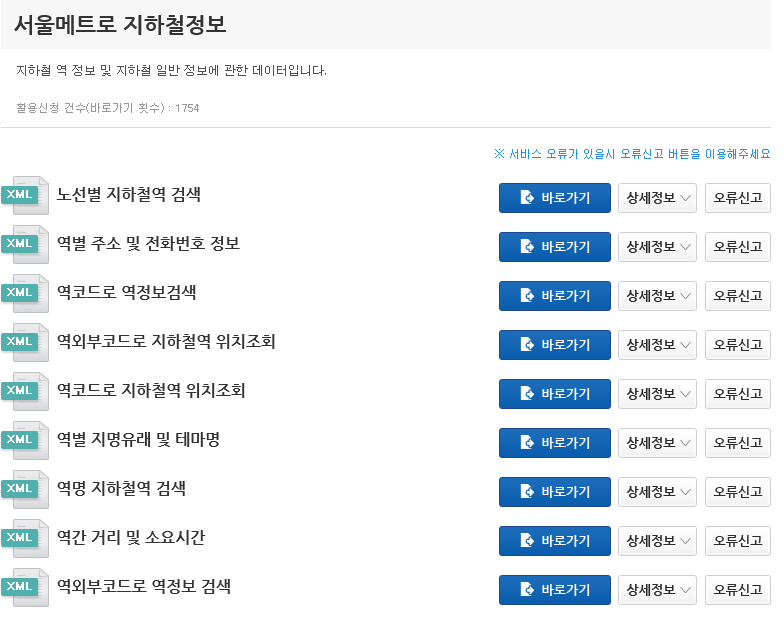 서울메트로 지하철정보
지하철 역 정보 및 지하철 일반 정보에 관한 데이터입니다.
활용신청 건수(바로가기 횟수) : 1754
※ 서비스 오류가 있을시 오류신고 버튼을 이용해주세요
XML 노선별 지하철역 검색 바로가기 상세정보 오류신고
XML 역별 주소 및 전화번호 정보 바로가기 상세정보 오류신고
XML 역코드로 역정보검색 바로가기 상세정보 오류신고
XML 역외부코드로 지하철역 위치조회 바로가기 상세정보 오류신고
XML 역코드로 지하철역 위치조회 바로가기 상세정보 오류신고
XML 역별 지명유래 및 테마명 바로가기 상세정보 오류신고
XML 역명 지하철역 검색 바로가기 상세정보 오류신고
XML 역간 거리 및 소요시간 바로가기 상세정보 오류신고
XML 역외부코드로 역정보 검색 바로가기 상세정보 오류신고